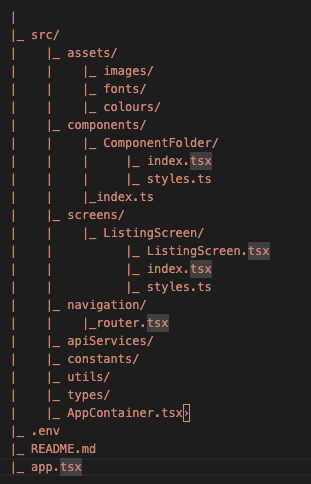 |
|_ src/
|    |_ assets/
|    |    |_ images/
|    |    |_ fonts/
|    |    |_ colours/
|    |_ components/
|    |    |_ ComponentFolder/
|    |    |     |_ index.tsx
|    |    |     |_ styles.ts
|    |    |_index.ts
|    |_ screens/
|    |    |_ ListingScreen/
|    |          |_ ListingScreen.tsx
|    |          |_ index.tsx
|    |          |_ styles.ts
|    |_ navigation/
|    |    |_router.tsx
|    |_ apiServices/
|    |_ constants/
|    |_ utils/
|    |_ types/
|    |_ AppContainer.tsx›
|_ .env
|_ README.md
|_ app.tsx